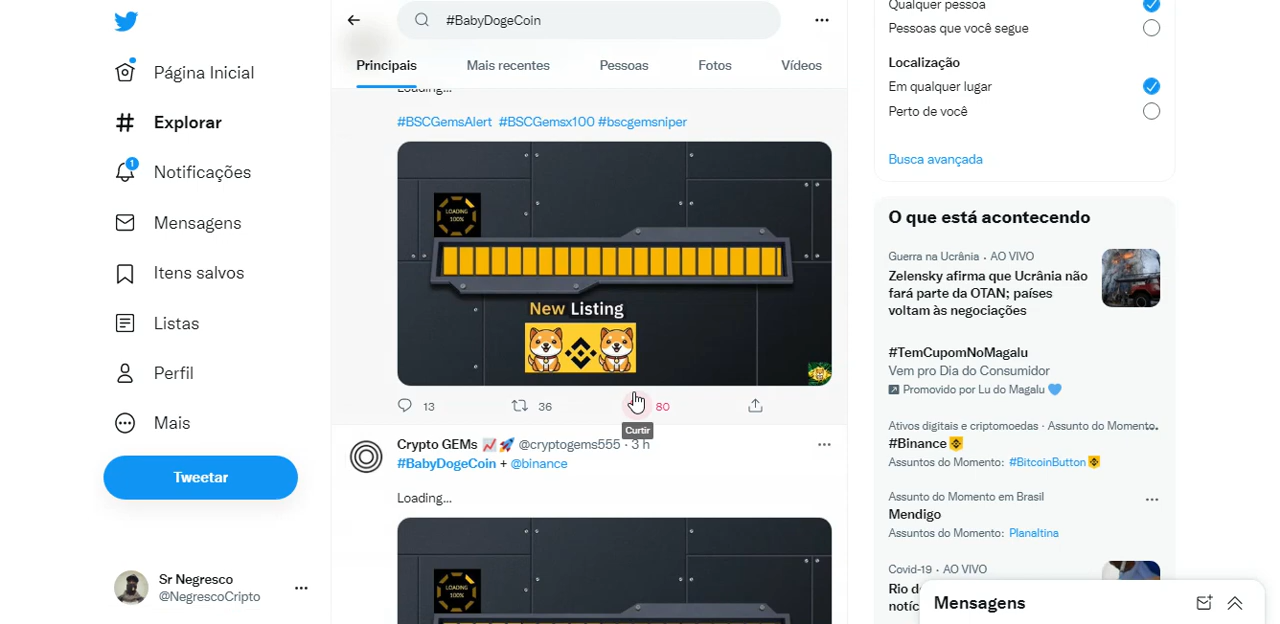 Página Inicial
Explorar
1
Notificações
Mensagens
Itens salvos
Listas
Perfil
Mais
Tweetar
Sr Negresco
@NegrescoCripto
#BabyDogeCoin
Principais
Mais recentes
Pessoas
Fotos
Vídeos
Loading...
#BSCGemsAlert #BSCGemsx100 #bscgemsniper
LOADING
100%
New Listing
13
36
80
Curtir
Crypto GEMs 📈🚀 @cryptogems555 · 3 h
#BabyDogeCoin + @binance
Loading...
LOADING
100%
Qualquer pessoa
Pessoas que você segue
Localização
Em qualquer lugar
Perto de você
Busca avançada
O que está acontecendo
Guerra na Ucrânia · AO VIVO
Zelensky afirma que Ucrânia não
fará parte da OTAN; países
voltam às negociações
#TemCupomNoMagalu
Vem pro Dia do Consumidor
Promovido por Lu do Magalu 💙
Ativos digitais e criptomoedas · Assunto do Momento
#Binance
Assuntos do Momento: #BitcoinButton
Assunto do Momento em Brasil
Mendigo
Assuntos do Momento: Planaltina
Covid-19 · AO VIVO
Rio de
Mensagens